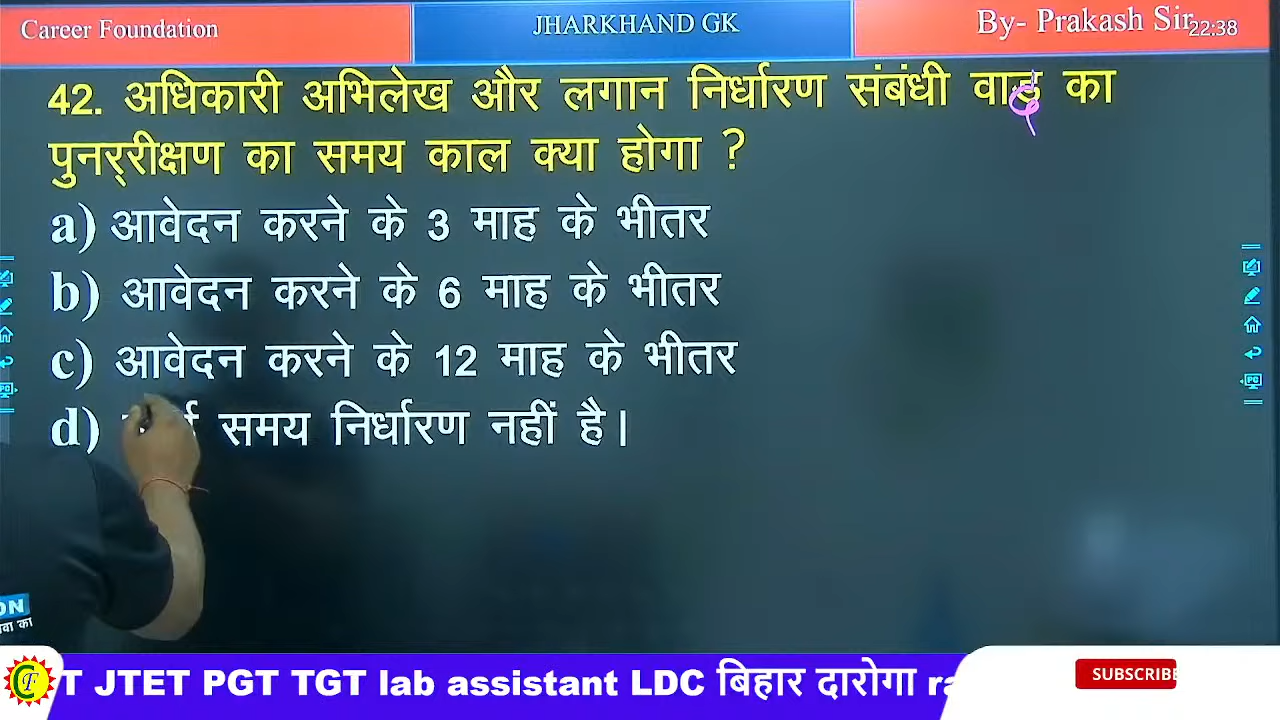 Career Foundation
JHARKHAND GK
By- Prakash Sir
22:38
42. अधिकारी अभिलेख और लगान निर्धारण संबंधी वाड का
पुनर्रीक्षण का समय काल क्या होगा ?
a) आवेदन करने के 3 माह के भीतर
b) आवेदन करने के 6 माह के भीतर
c) आवेदन करने के 12 माह के भीतर
d) समय निर्धारण नहीं है।
ON
T JTET PGT TGT lab assistant LDC बिहार दारोगा ra
SUBSCRIBE